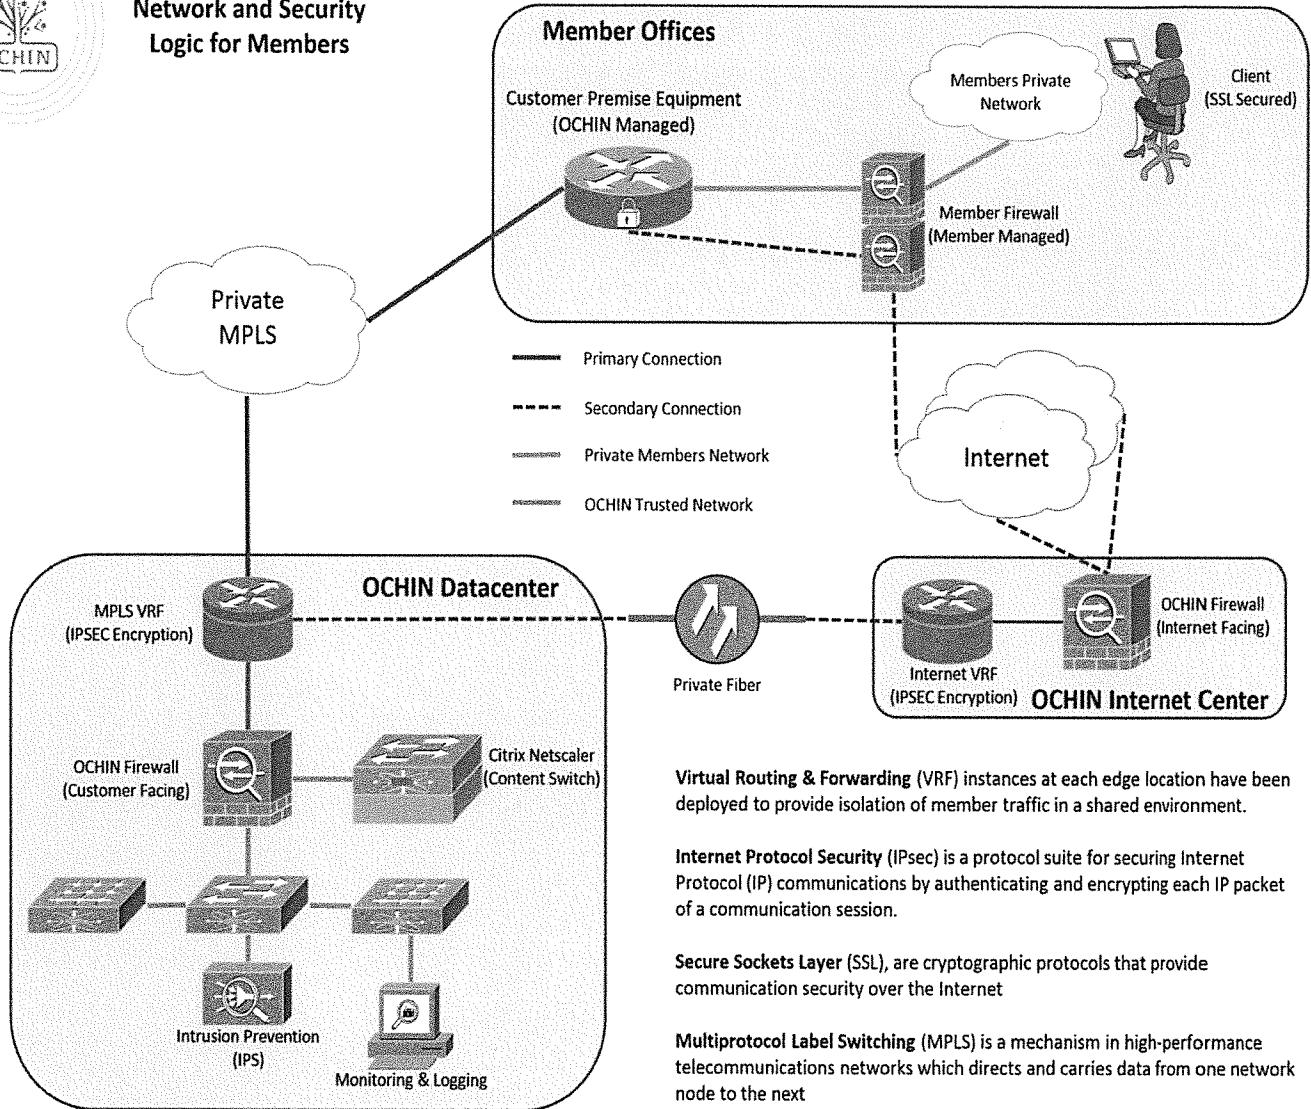 Network and Security
Logic for Members
CHIN
Member Offices
Customer Premise Equipment
(OCHIN Managed)
Members Private
Network
Client
(SSL Secured)
Member Firewall
(Member Managed)
Private
MPLS
Primary Connection
Secondary Connection
Private Members Network
OCHIN Trusted Network
Internet
OCHIN Datacenter
MPLS VRF
(IPSEC Encryption)
Private Fiber
OCHIN Firewall
(Internet Facing)
Internet VRF
(IPSEC Encryption)
OCHIN Internet Center
OCHIN Firewall
(Customer Facing)
Citrix Netscaler
(Content Switch)
Intrusion Prevention
(IPS)
Monitoring & Logging
Virtual Routing & Forwarding (VRF) instances at each edge location have been
deployed to provide isolation of member traffic in a shared environment.
Internet Protocol Security (IPsec) is a protocol suite for securing Internet
Protocol (IP) communications by authenticating and encrypting each IP packet
of a communication session.
Secure Sockets Layer (SSL), are cryptographic protocols that provide
communication security over the Internet
Multiprotocol Label Switching (MPLS) is a mechanism in high-performance
telecommunications networks which directs and carries data from one network
node to the next